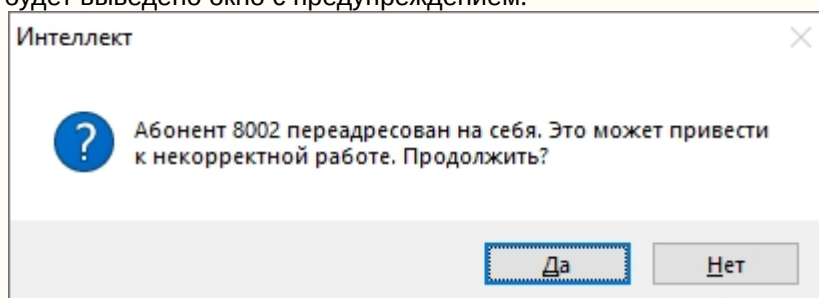 будет выведено окно с предупреждением:
Интеллект
Абонент 8002 переадресован на себя. Это может привести
к некорректной работе. Продолжить?
Да
Нет